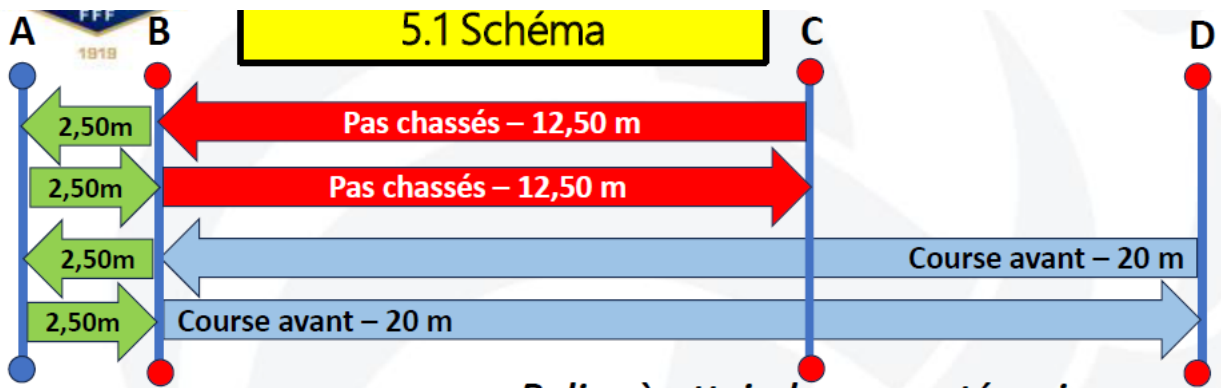 FFF
1919
A B C D
5.1 Schéma
2,50m Pas chassés – 12,50 m
2,50m Pas chassés – 12,50 m
2,50m Course avant – 20 m
2,50m Course avant – 20 m